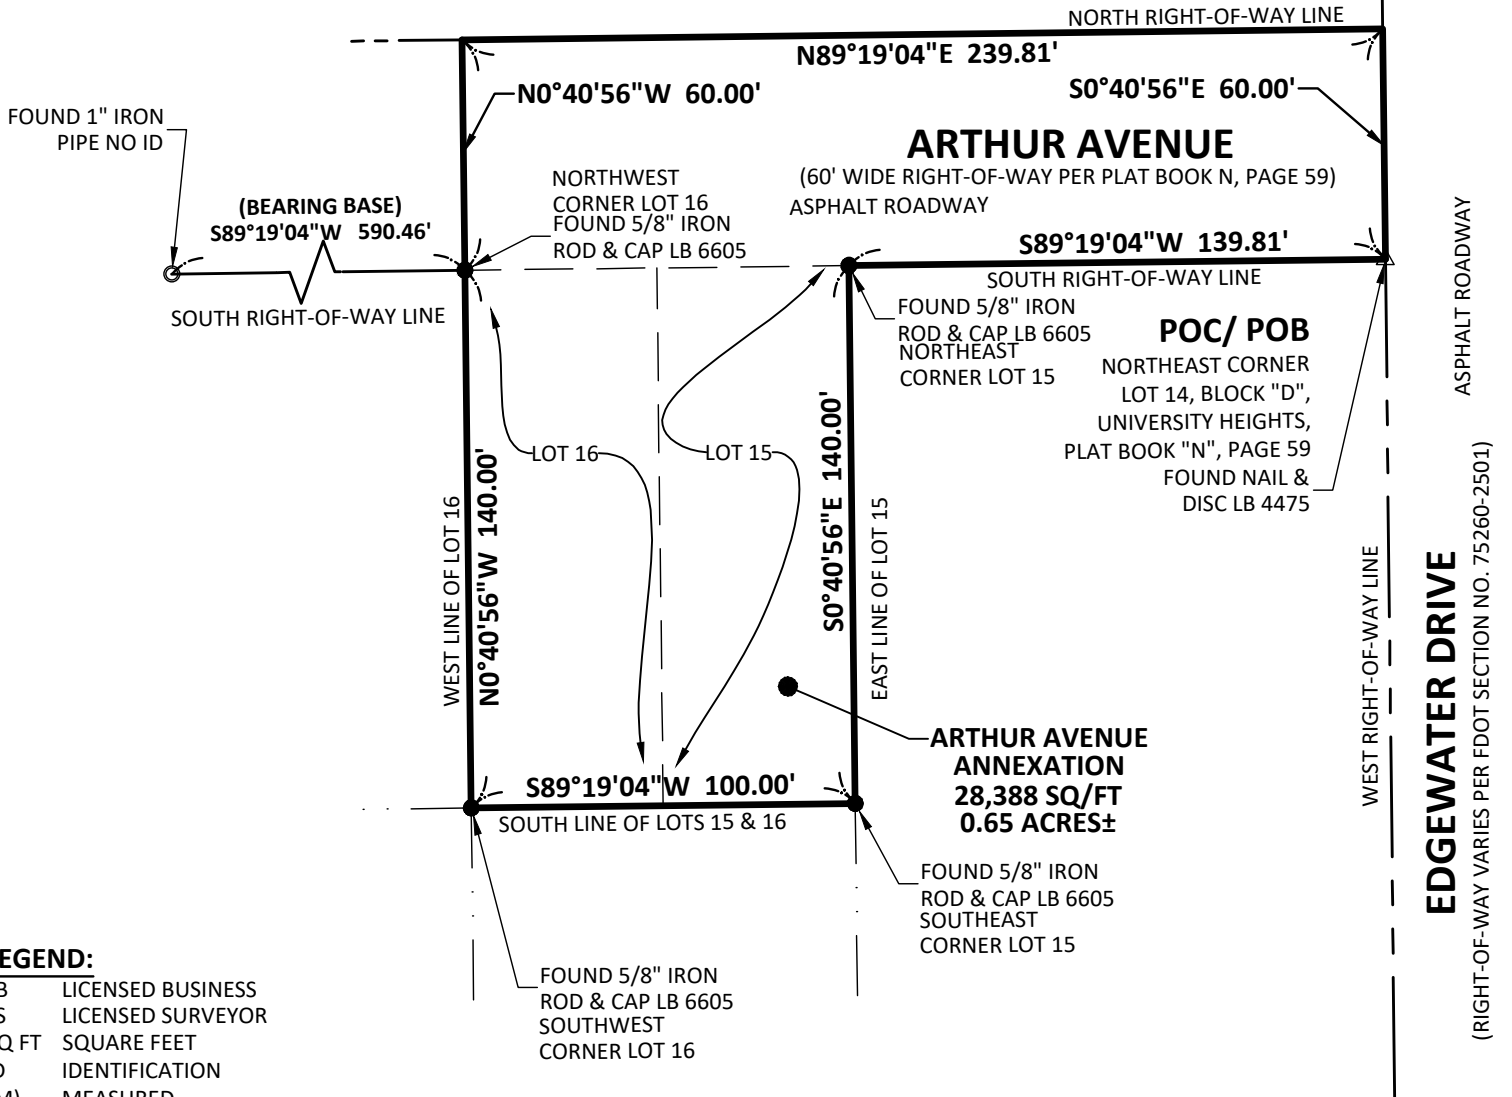 NORTH RIGHT-OF-WAY LINE
N89°19'04"E 239.81'
N0°40'56"W 60.00'
S0°40'56"E 60.00'
FOUND 1" IRON
PIPE NO ID
ARTHUR AVENUE
(60' WIDE RIGHT-OF-WAY PER PLAT BOOK N, PAGE 59)
ASPHALT ROADWAY
NORTHWEST
CORNER LOT 16
FOUND 5/8" IRON
ROD & CAP LB 6605
(BEARING BASE)
S89°19'04"W 590.46'
SOUTH RIGHT-OF-WAY LINE
S89°19'04"W 139.81'
SOUTH RIGHT-OF-WAY LINE
FOUND 5/8" IRON
ROD & CAP LB 6605
NORTHEAST
CORNER LOT 15
POC/ POB
NORTHEAST CORNER
LOT 14, BLOCK "D",
UNIVERSITY HEIGHTS,
PLAT BOOK "N", PAGE 59
FOUND NAIL &
DISC LB 4475
ASPHALT ROADWAY
LOT 16
LOT 15
WEST LINE OF LOT 16
N0°40'56"W 140.00'
S0°40'56"E 140.00'
EAST LINE OF LOT 15
WEST RIGHT-OF-WAY LINE
EDGEWATER DRIVE
(RIGHT-OF-WAY VARIES PER FDOT SECTION NO. 75260-2501)
ARTHUR AVENUE
ANNEXATION
28,388 SQ/FT
0.65 ACRES±
S89°19'04"W 100.00'
SOUTH LINE OF LOTS 15 & 16
FOUND 5/8" IRON
ROD & CAP LB 6605
SOUTHEAST
CORNER LOT 15
FOUND 5/8" IRON
ROD & CAP LB 6605
SOUTHWEST
CORNER LOT 16
EGEND:
B LICENSED BUSINESS
S LICENSED SURVEYOR
Q FT SQUARE FEET
D IDENTIFICATION
M) MEASURED